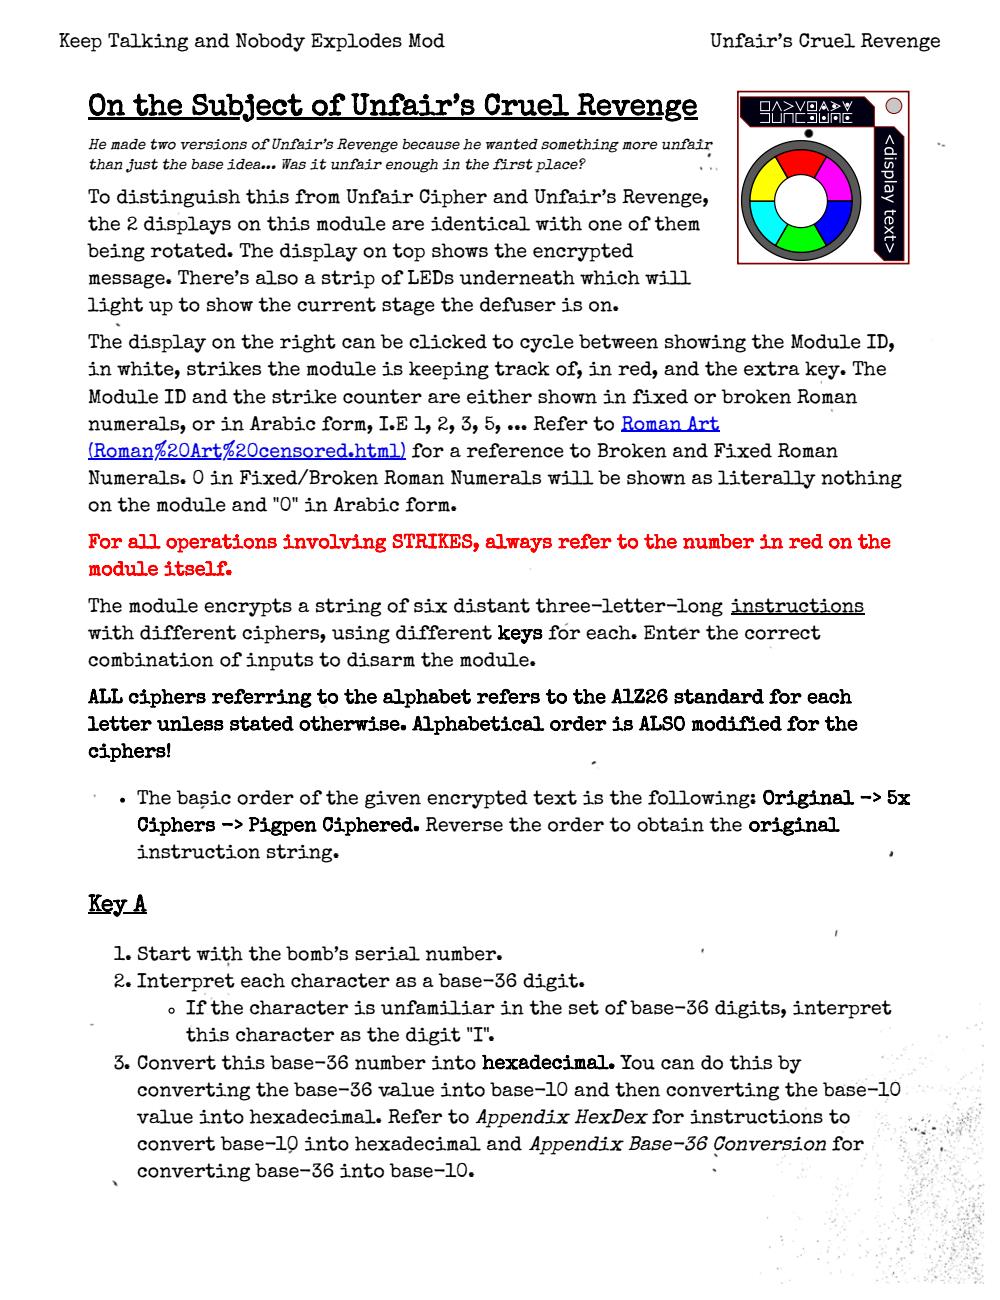 Keep Talking and Nobody Explodes Mod
Unfair's Cruel Revenge
On the Subject of Unfair's Cruel Revenge
He made two versions of Unfair's Revenge because he wanted something more unfair
than just the base idea... Was it unfair enough in the first place?
To distinguish this from Unfair Cipher and Unfair's Revenge,
the 2 displays on this module are identical with one of them
being rotated. The display on top shows the encrypted
message. There's also a strip of LEDs underneath which will
light up to show the current stage the defuser is on.
<display text>
The display on the right can be clicked to cycle between showing the Module ID,
in white, strikes the module is keeping track of, in red, and the extra key. The
Module ID and the strike counter are either shown in fixed or broken Roman
numerals, or in Arabic form, I.E 1, 2, 3, 5, ... Refer to Roman Art
(Roman%20Art%20censored.html) for a reference to Broken and Fixed Roman
Numerals. 0 in Fixed/Broken Roman Numerals will be shown as literally nothing
on the module and "0" in Arabic form.
For all operations involving STRIKES, always refer to the number in red on the
module itself.
The module encrypts a string of six distant three-letter-long instructions
with different ciphers, using different keys for each. Enter the correct
combination of inputs to disarm the module.
ALL ciphers referring to the alphabet refers to the A1Z26 standard for each
letter unless stated otherwise. Alphabetical order is ALSO modified for the
ciphers!
• The basic order of the given encrypted text is the following: Original -> 5x
Ciphers -> Pigpen Ciphered. Reverse the order to obtain the original
instruction string.
Key A
1. Start with the bomb's serial number.
2. Interpret each character as a base-36 digit.
◦ If the character is unfamiliar in the set of base-36 digits, interpret
this character as the digit "I".
3. Convert this base-36 number into hexadecimal. You can do this by
converting the base-36 value into base-10 and then converting the base-10
value into hexadecimal. Refer to Appendix HexDex for instructions to
convert base-10 into hexadecimal and Appendix Base-36 Conversion for
converting base-36 into base-10.